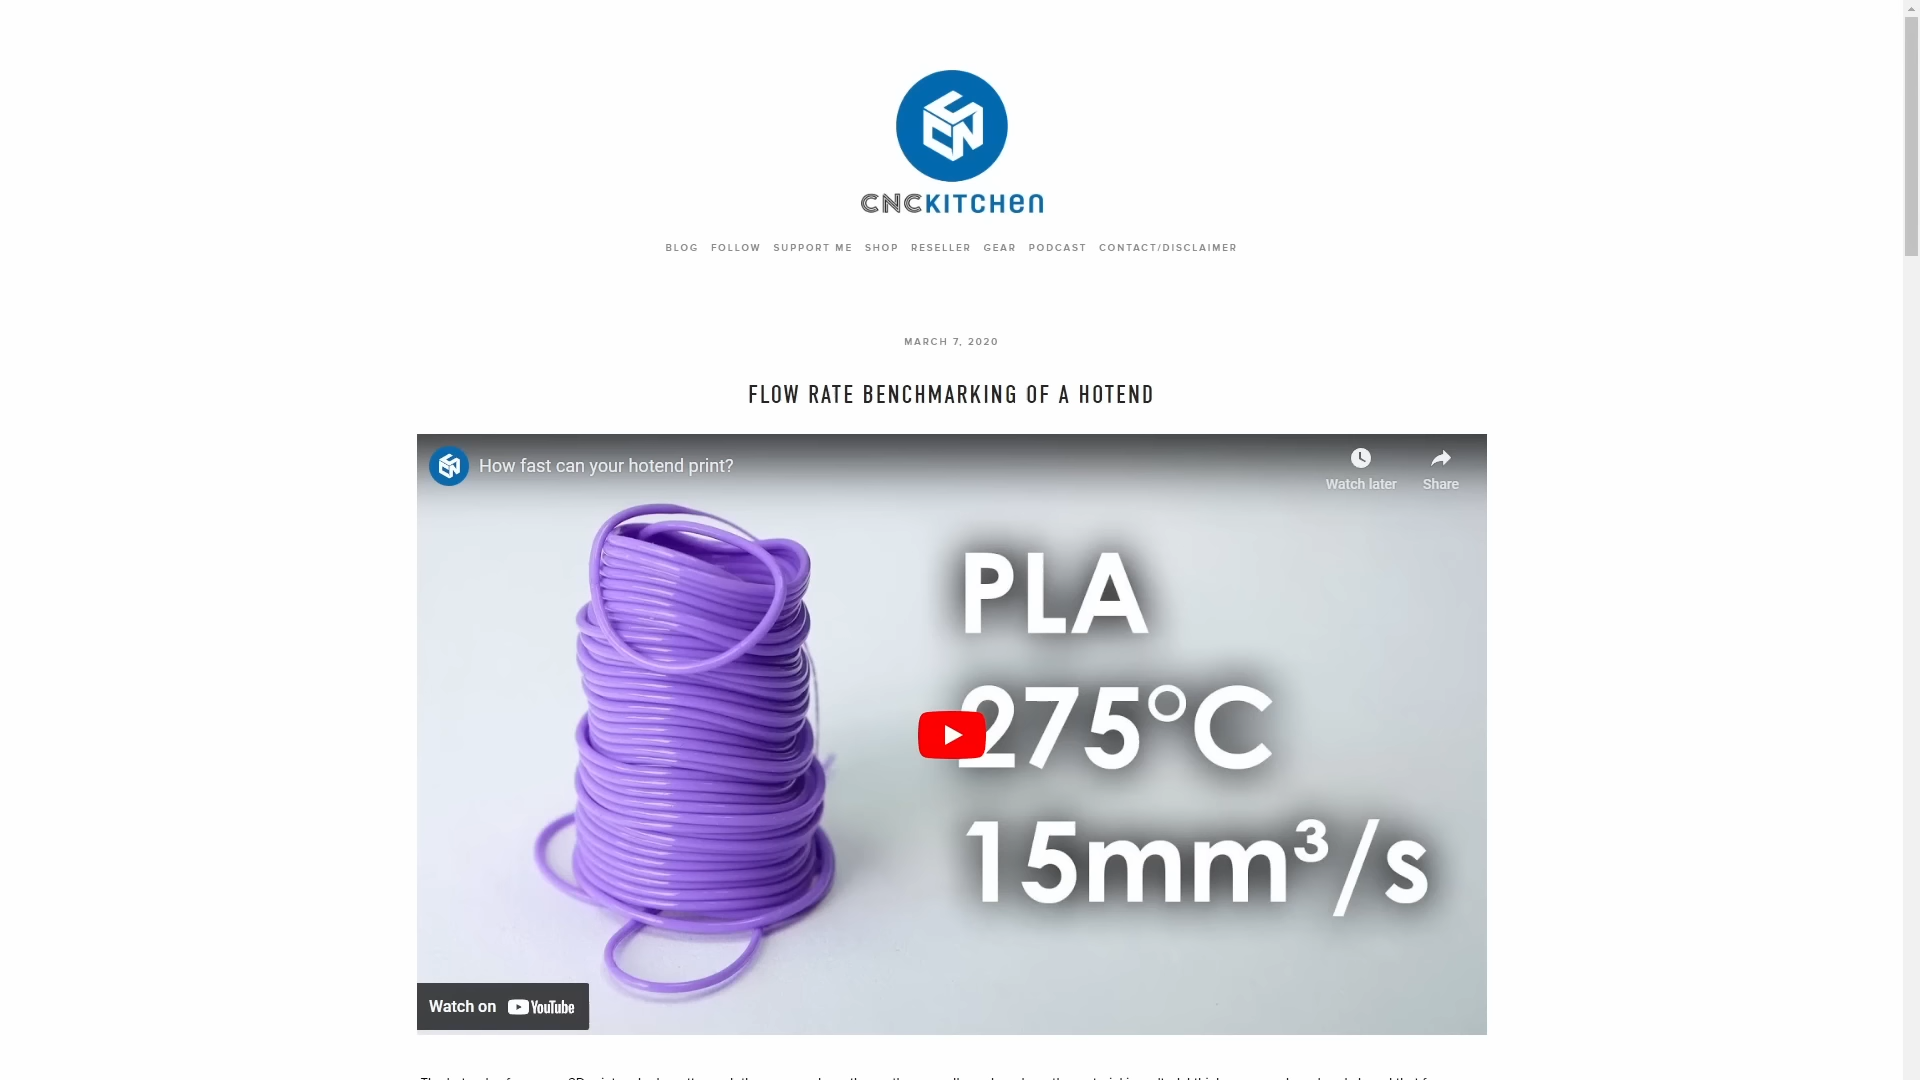 CNCKITCHEN
BLOG FOLLOW SUPPORT ME SHOP RESELLER GEAR PODCAST CONTACT/DISCLAIMER
MARCH 7, 2020
FLOW RATE BENCHMARKING OF A HOTEND
How fast can your hotend print?
Watch later
Share
PLA
275°C
15mm³/s
Watch on YouTube